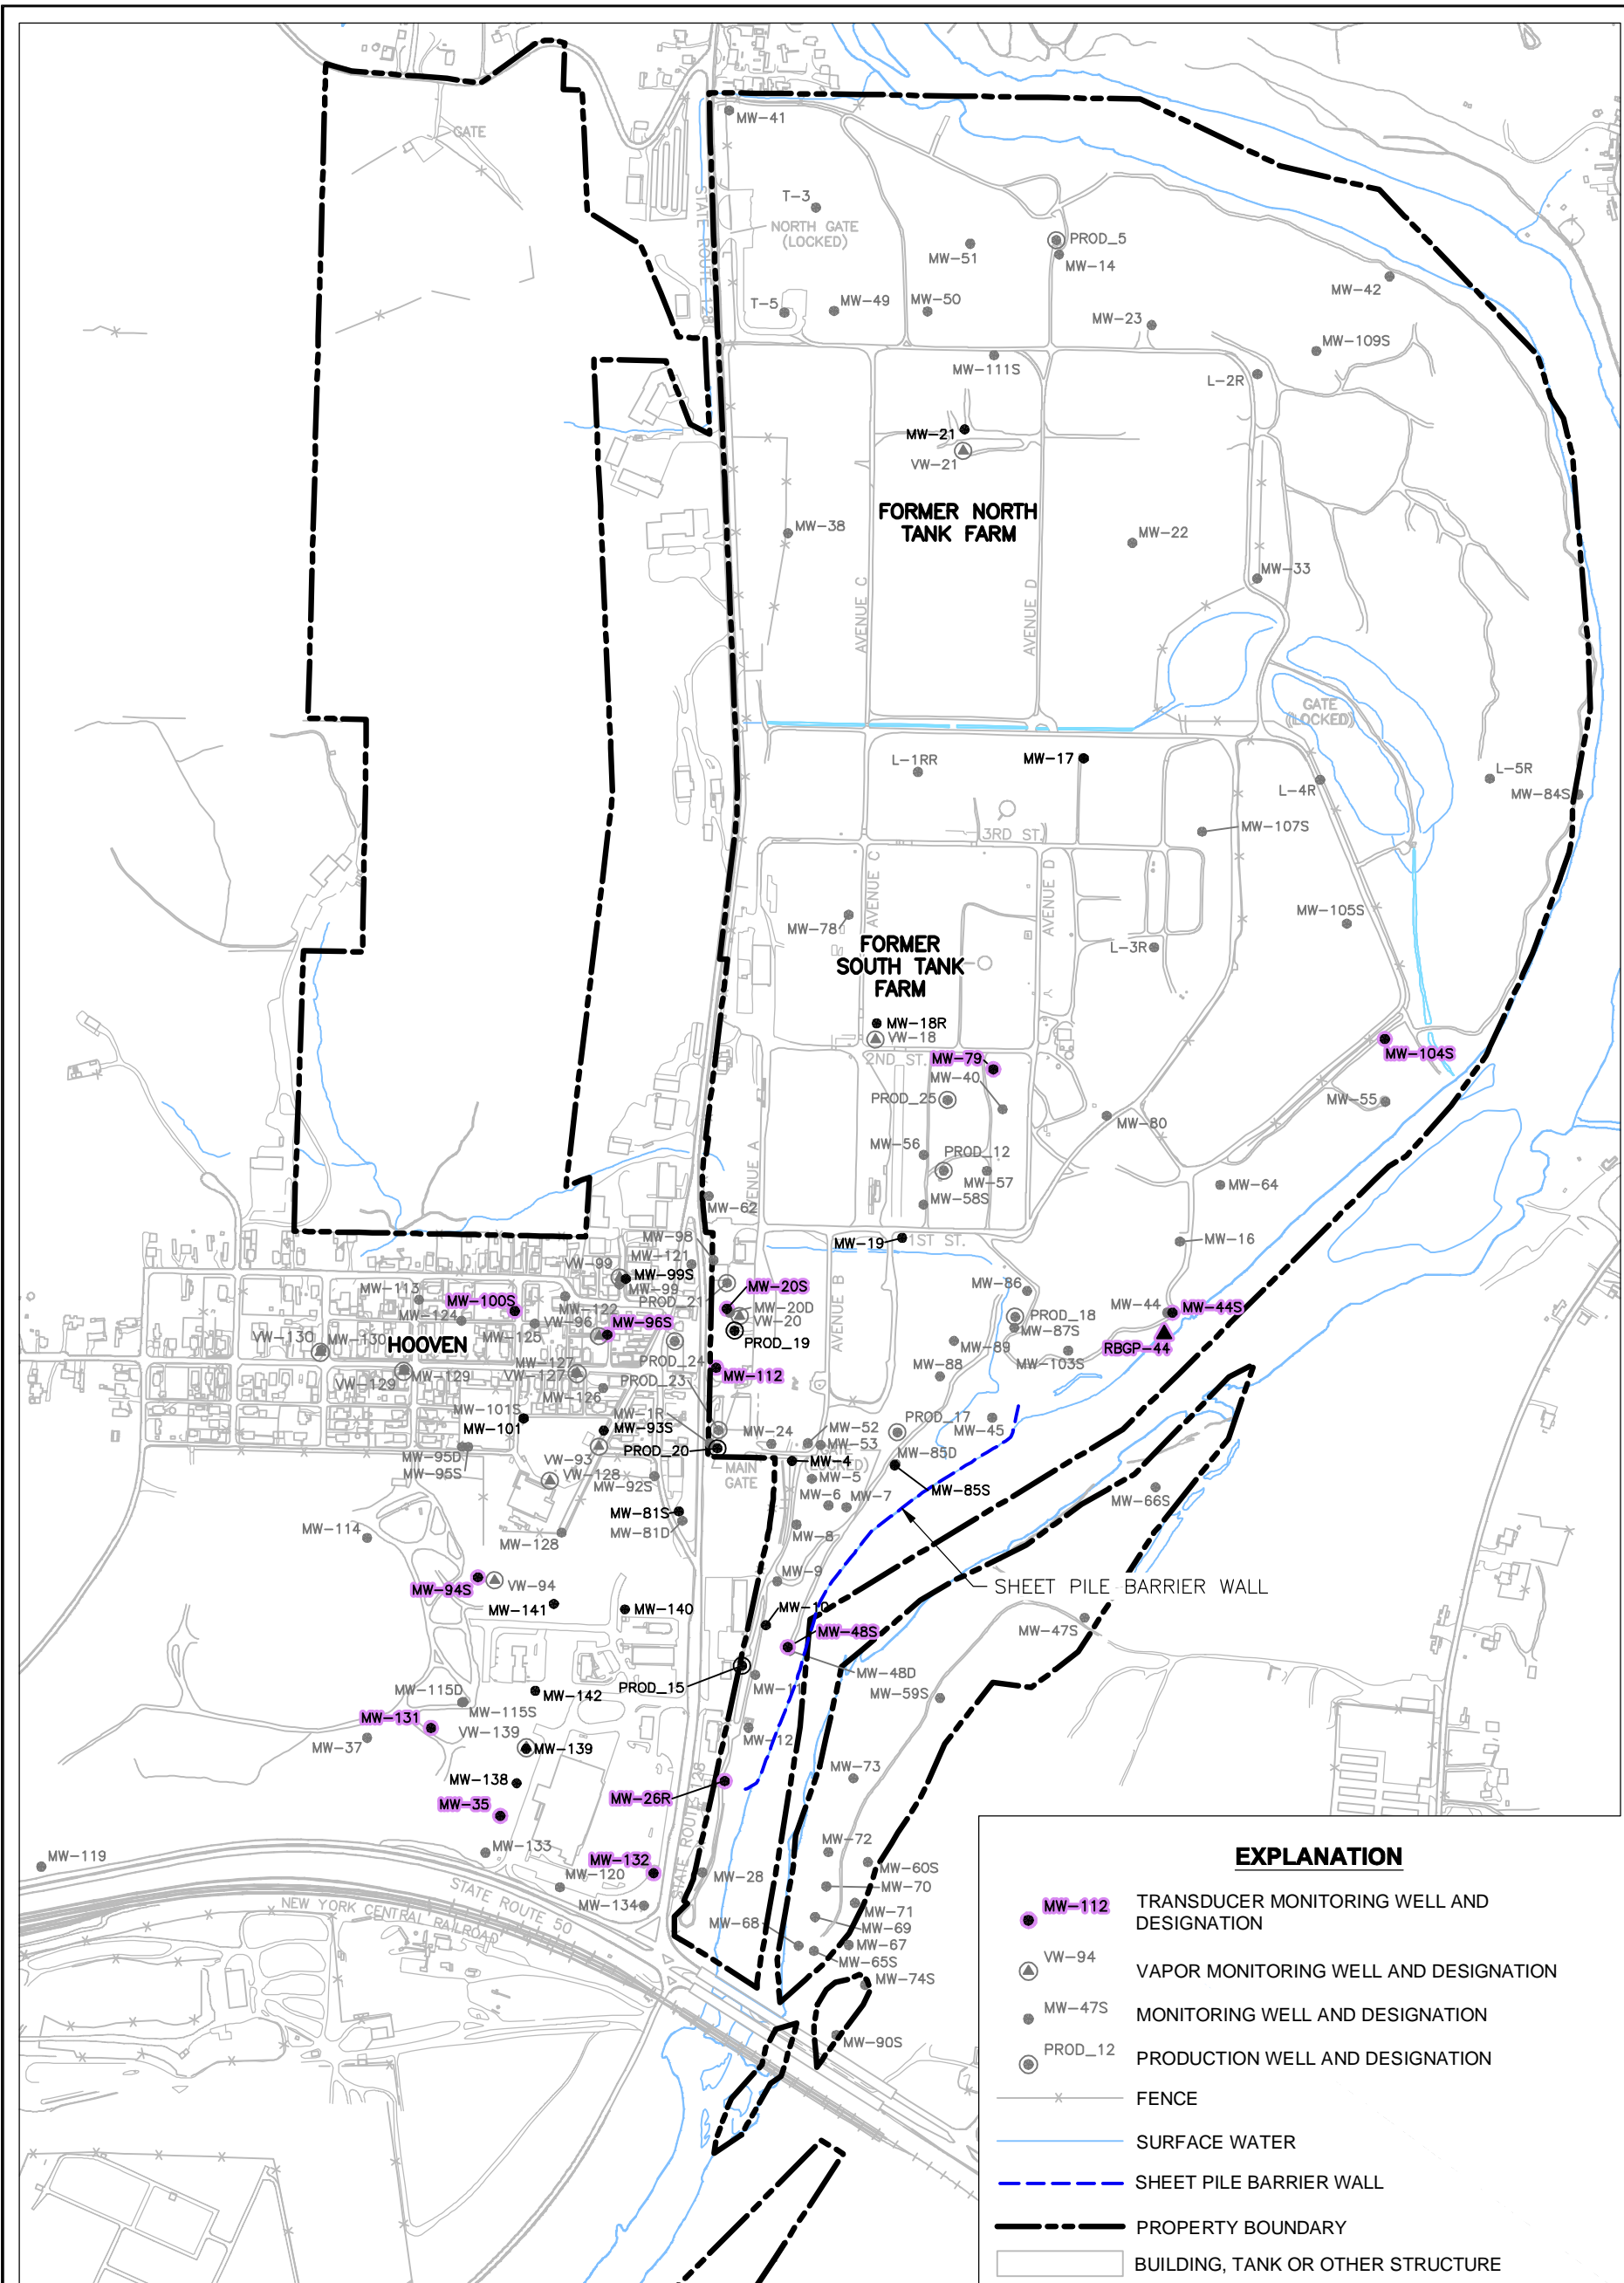 GATE
MW-41
STATE ROUTE 128
T-3
NORTH GATE
(LOCKED)
PROD_5
MW-51
MW-14
MW-42
T-5
MW-49
MW-50
MW-23
MW-109S
MW-111S
L-2R
MW-21
VW-21
FORMER NORTH
TANK FARM
MW-38
MW-22
MW-33
AVENUE C
AVENUE D
GATE
(LOCKED)
L-1RR
MW-17
L-5R
L-4R
MW-84S
3RD ST.
MW-107S
AVENUE C
AVENUE D
MW-78
MW-105S
FORMER
SOUTH TANK
FARM
L-3R
MW-18R
VW-18
2ND ST.
MW-79
MW-104S
MW-40
PROD_25
MW-55
MW-80
MW-56
PROD_12
MW-57
MW-64
AVENUE A
MW-58S
MW-62
MW-19
1ST ST.
MW-16
MW-98
MW-121
VW-99
MW-99S
MW-99
MW-20S
MW-86
MW-113
MW-100S
PROD_21
MW-20D
PROD_18
MW-44
MW-44S
MW-124
MW-122
VW-20
MW-87S
VW-96
MW-96S
VW-130
MW-130
HOOVEN
MW-125
PROD_19
AVENUE B
MW-89
RBGP-44
PROD_24
MW-103S
MW-127
MW-88
VW-129
MW-129
VW-127
MW-112
PROD_23
MW-126
MW-101S
MW-1R
MW-101
MW-93S
MW-24
MW-52
PROD_17
MW-45
MW-53
PROD_20
GATE
(LOCKED)
MW-95D
VW-93
MW-4
MW-85D
MW-95S
VW-128
MAIN
GATE
MW-5
MW-92S
MW-85S
MW-66S
MW-6
MW-7
MW-81S
MW-114
MW-128
MW-81D
MW-8
MW-9
SHEET PILE BARRIER WALL
MW-94S
VW-94
MW-141
MW-140
MW-10
MW-47S
MW-48S
MW-48D
MW-11
PROD_15
MW-59S
MW-115D
MW-142
MW-115S
MW-131
VW-139
MW-37
MW-139
MW-12
MW-138
MW-73
MW-26R
MW-35
STATE ROUTE 128
MW-133
MW-119
MW-132
MW-72
MW-120
MW-28
MW-60S
STATE ROUTE 50
MW-70
NEW YORK CENTRAL RAILROAD
MW-134
MW-71
MW-68
MW-69
MW-67
MW-65S
MW-74S
MW-90S
EXPLANATION
MW-112
TRANSDUCER MONITORING WELL AND
DESIGNATION
VW-94
VAPOR MONITORING WELL AND DESIGNATION
MW-47S
MONITORING WELL AND DESIGNATION
PROD_12
PRODUCTION WELL AND DESIGNATION
FENCE
SURFACE WATER
SHEET PILE BARRIER WALL
PROPERTY BOUNDARY
BUILDING, TANK OR OTHER STRUCTURE